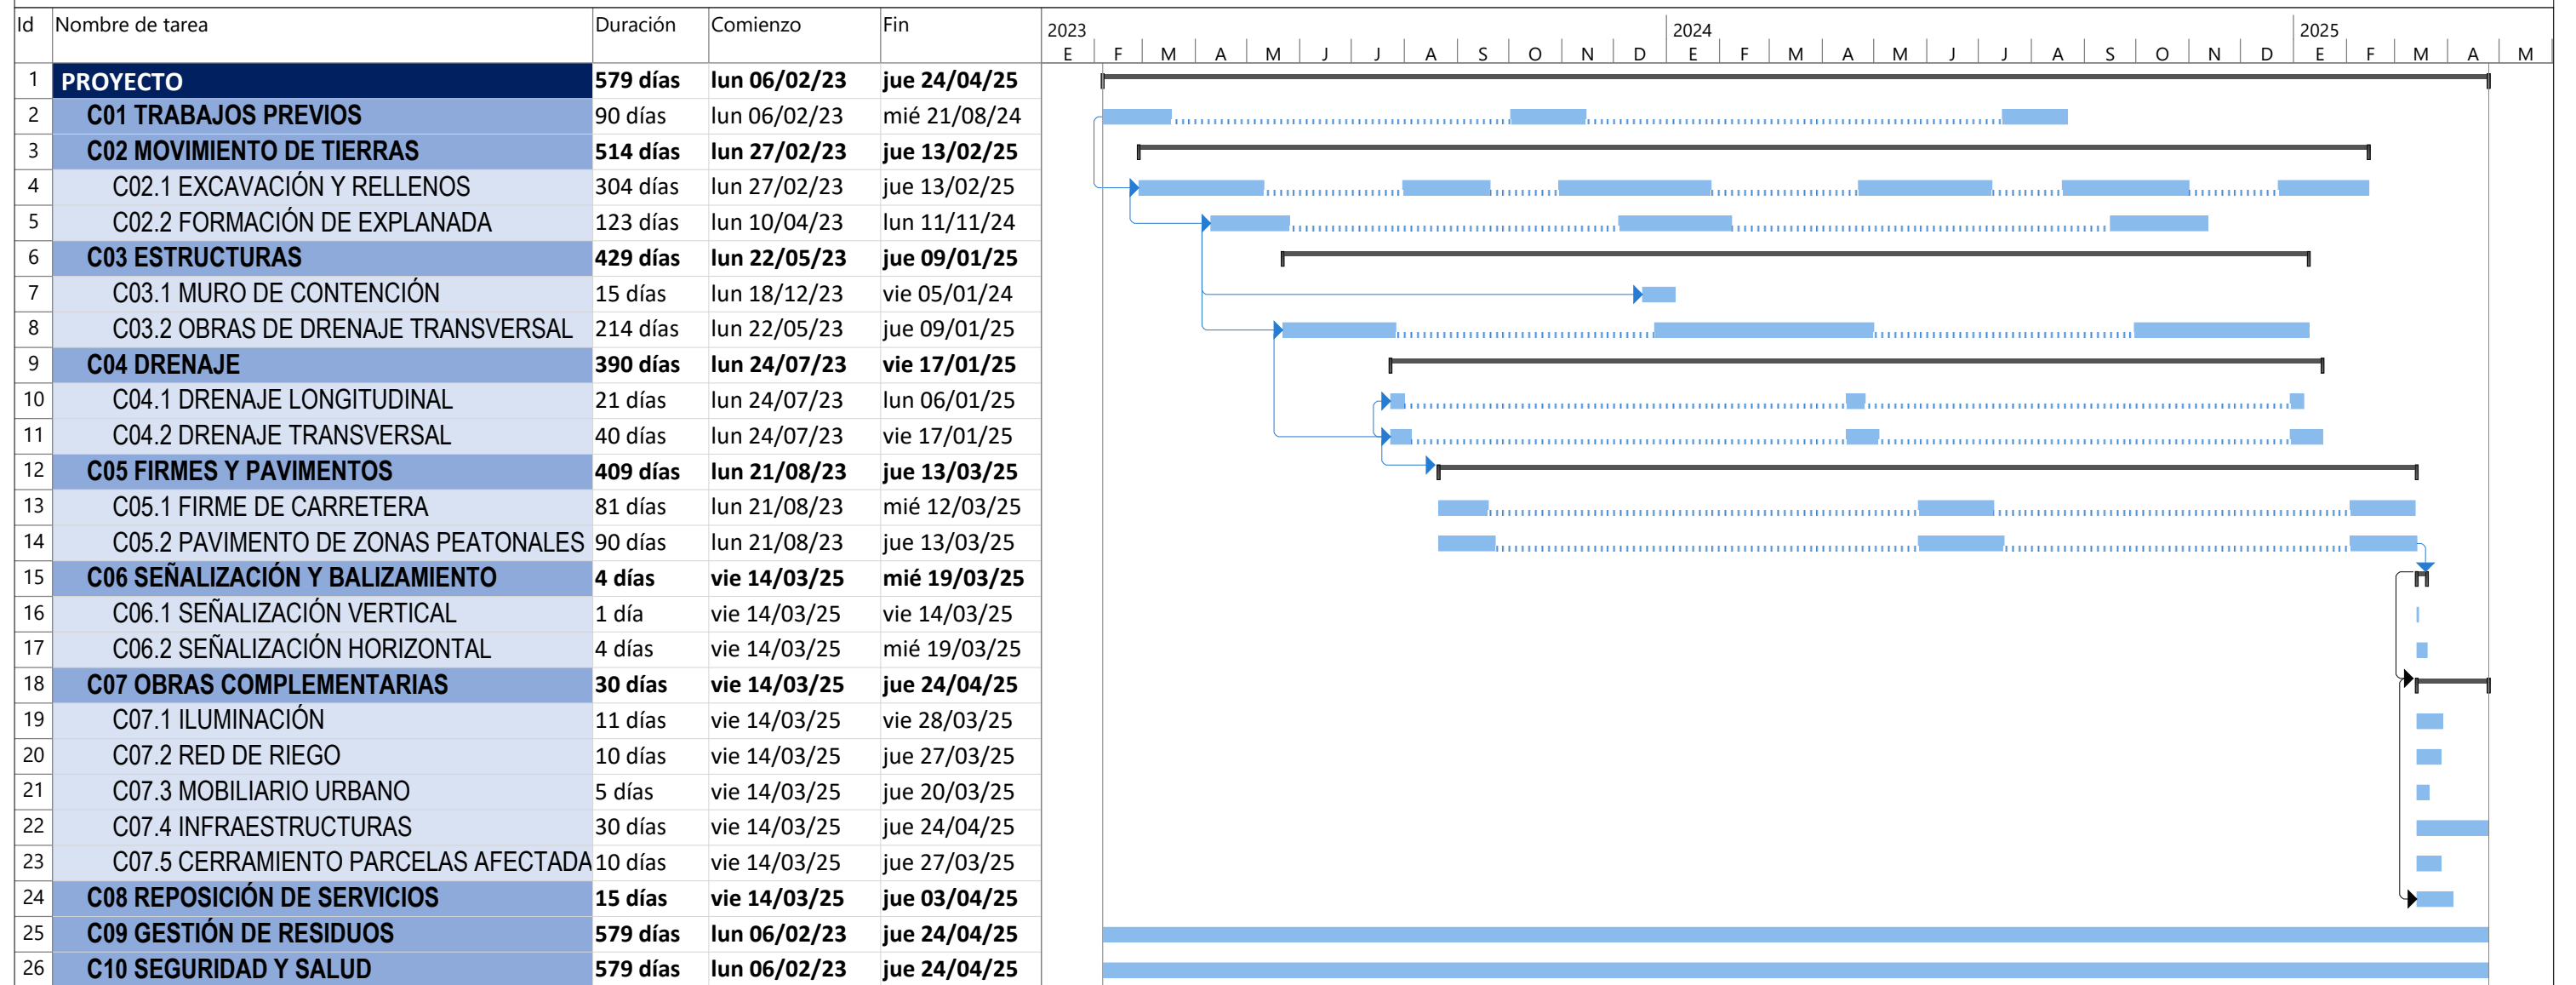 Id Nombre de tarea Duración Comienzo Fin
2023 2024 2025
E F M A M J J A S O N D E F M A M J J A S O N D E F M A M
1 PROYECTO 579 días lun 06/02/23 jue 24/04/25
2 C01 TRABAJOS PREVIOS 90 días lun 06/02/23 mié 21/08/24
3 C02 MOVIMIENTO DE TIERRAS 514 días lun 27/02/23 jue 13/02/25
4 C02.1 EXCAVACIÓN Y RELLENOS 304 días lun 27/02/23 jue 13/02/25
5 C02.2 FORMACIÓN DE EXPLANADA 123 días lun 10/04/23 lun 11/11/24
6 C03 ESTRUCTURAS 429 días lun 22/05/23 jue 09/01/25
7 C03.1 MURO DE CONTENCIÓN 15 días lun 18/12/23 vie 05/01/24
8 C03.2 OBRAS DE DRENAJE TRANSVERSAL 214 días lun 22/05/23 jue 09/01/25
9 C04 DRENAJE 390 días lun 24/07/23 vie 17/01/25
10 C04.1 DRENAJE LONGITUDINAL 21 días lun 24/07/23 lun 06/01/25
11 C04.2 DRENAJE TRANSVERSAL 40 días lun 24/07/23 vie 17/01/25
12 C05 FIRMES Y PAVIMENTOS 409 días lun 21/08/23 jue 13/03/25
13 C05.1 FIRME DE CARRETERA 81 días lun 21/08/23 mié 12/03/25
14 C05.2 PAVIMENTO DE ZONAS PEATONALES 90 días lun 21/08/23 jue 13/03/25
15 C06 SEÑALIZACIÓN Y BALIZAMIENTO 4 días vie 14/03/25 mié 19/03/25
16 C06.1 SEÑALIZACIÓN VERTICAL 1 día vie 14/03/25 vie 14/03/25
17 C06.2 SEÑALIZACIÓN HORIZONTAL 4 días vie 14/03/25 mié 19/03/25
18 C07 OBRAS COMPLEMENTARIAS 30 días vie 14/03/25 jue 24/04/25
19 C07.1 ILUMINACIÓN 11 días vie 14/03/25 vie 28/03/25
20 C07.2 RED DE RIEGO 10 días vie 14/03/25 jue 27/03/25
21 C07.3 MOBILIARIO URBANO 5 días vie 14/03/25 jue 20/03/25
22 C07.4 INFRAESTRUCTURAS 30 días vie 14/03/25 jue 24/04/25
23 C07.5 CERRAMIENTO PARCELAS AFECTADA 10 días vie 14/03/25 jue 27/03/25
24 C08 REPOSICIÓN DE SERVICIOS 15 días vie 14/03/25 jue 03/04/25
25 C09 GESTIÓN DE RESIDUOS 579 días lun 06/02/23 jue 24/04/25
26 C10 SEGURIDAD Y SALUD 579 días lun 06/02/23 jue 24/04/25